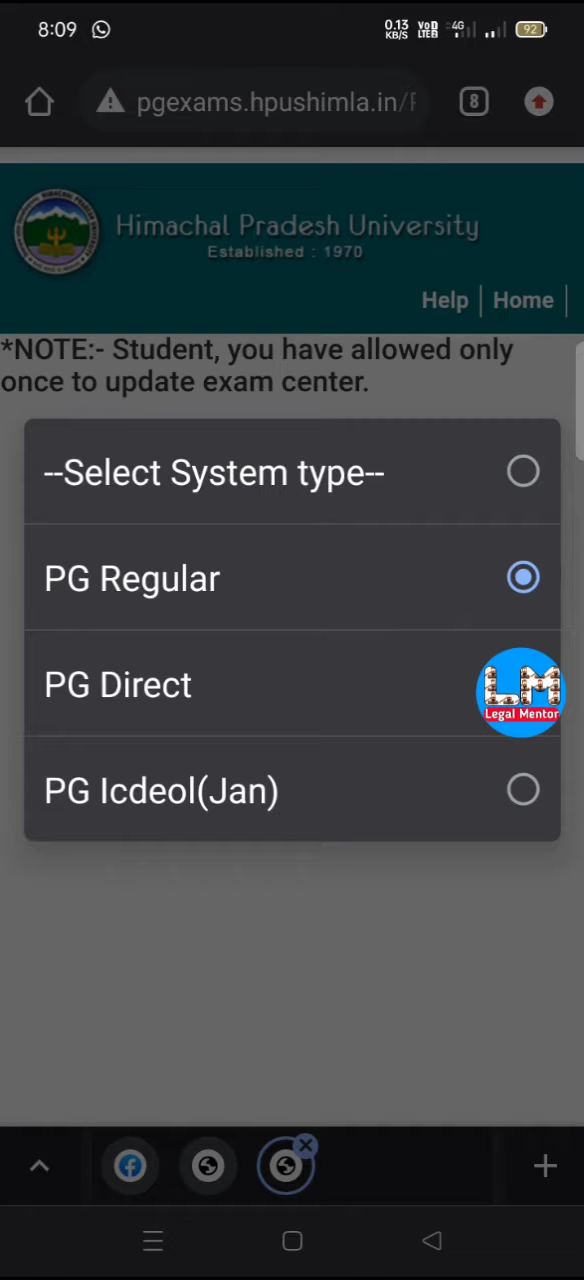 8:09
0.13 KB/S
VoD LTE2
4G
92
pgexams.hpushimla.in/
8
Himachal Pradesh University
Established : 1970
Help
Home
*NOTE:- Student, you have allowed only
once to update exam center.
--Select System type--
PG Regular
PG Direct
LM
Legal Mentor
PG Icdeol(Jan)